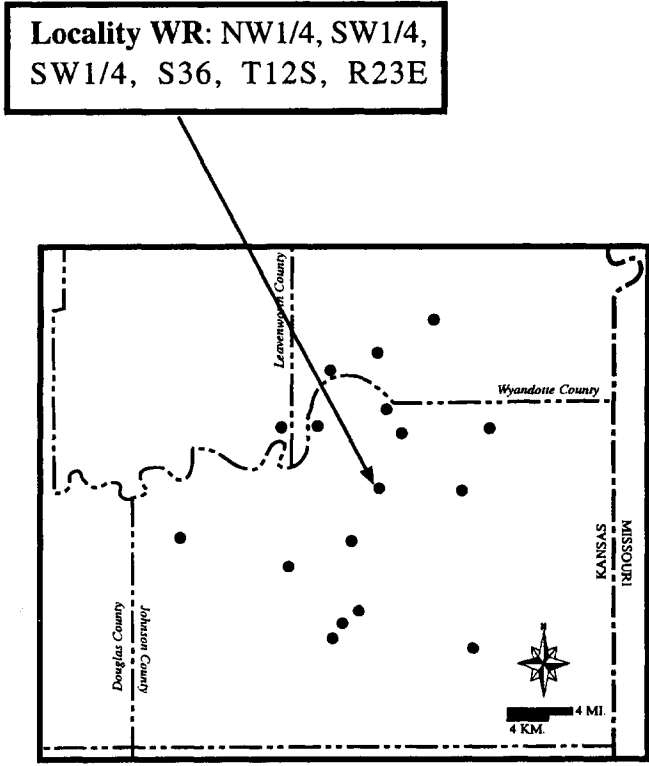 Locality WR: NW1/4, SW1/4,
SW1/4, S36, T12S, R23E
Leavenworth County
Wyandotte County
KANSAS
MISSOURI
Douglas County
Johnson County
N
4 MI.
4 KM.